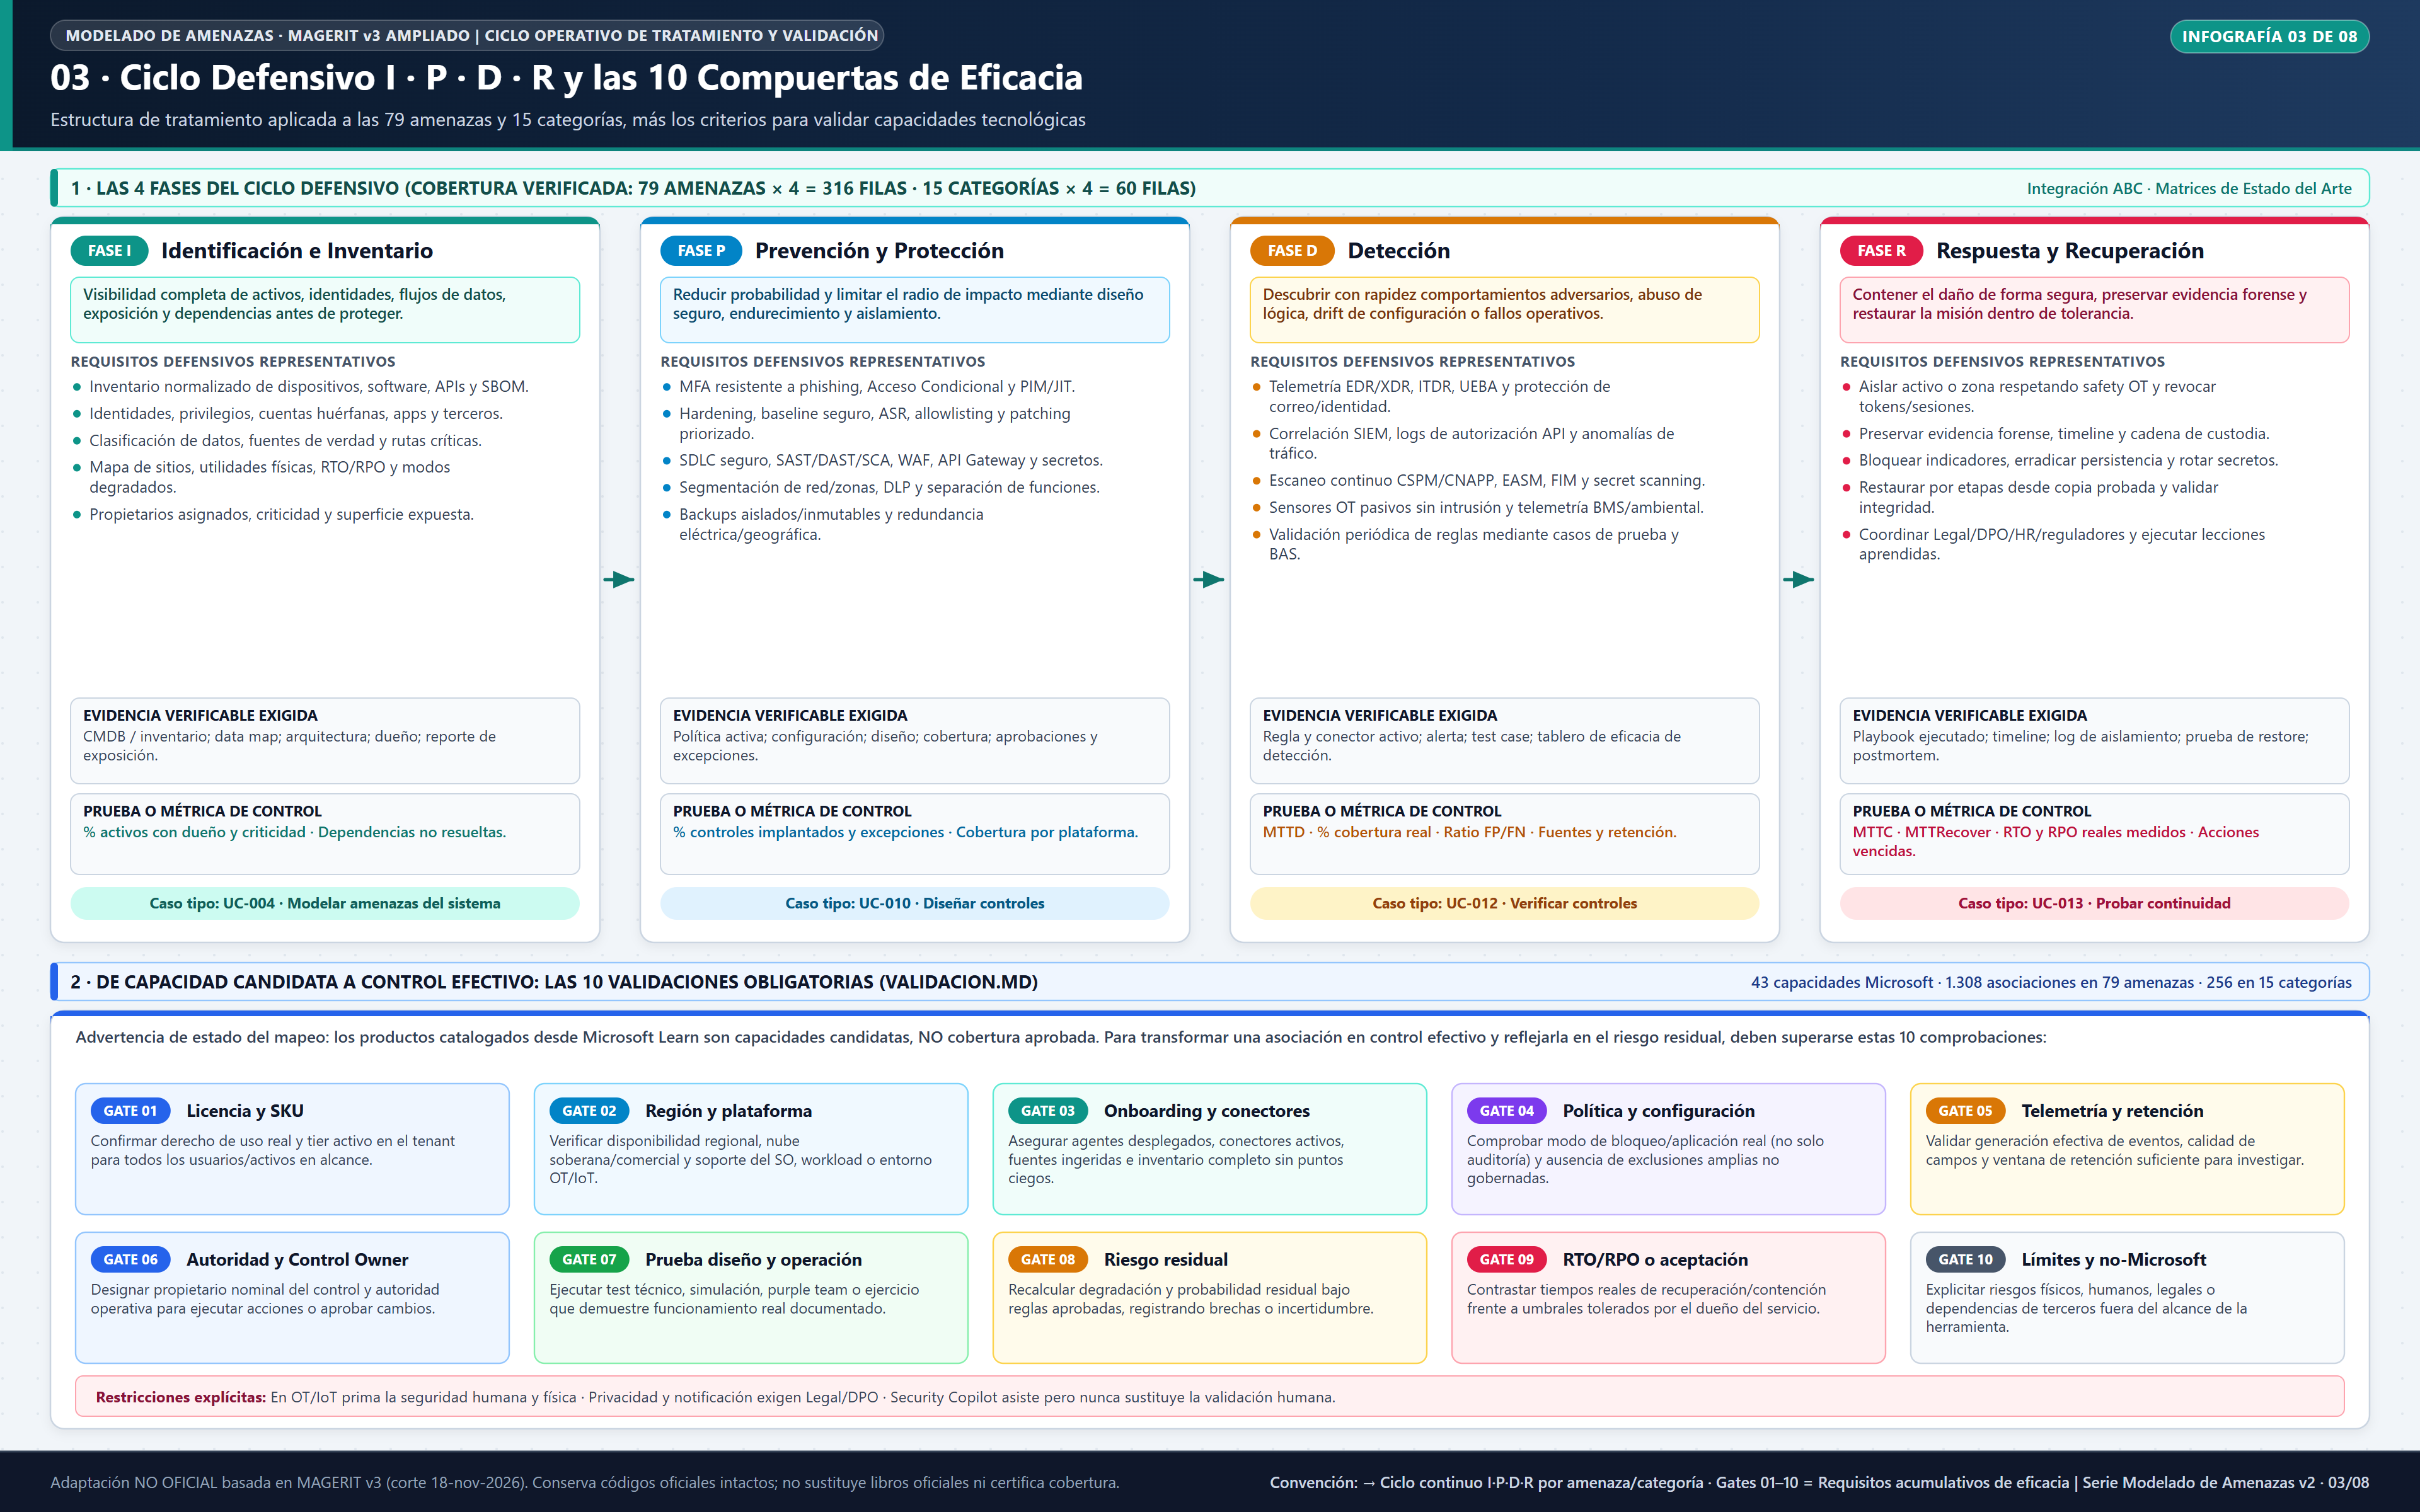 MODELADO DE AMENAZAS · MAGERIT v3 AMPLIADO | CICLO OPERATIVO DE TRATAMIENTO Y VALIDACIÓN
INFOGRAFÍA 03 DE 08
03 · Ciclo Defensivo I · P · D · R y las 10 Compuertas de Eficacia
Estructura de tratamiento aplicada a las 79 amenazas y 15 categorías, más los criterios para validar capacidades tecnológicas
1 · LAS 4 FASES DEL CICLO DEFENSIVO (COBERTURA VERIFICADA: 79 AMENAZAS × 4 = 316 FILAS · 15 CATEGORÍAS × 4 = 60 FILAS)
Integración ABC · Matrices de Estado del Arte
FASE I
Identificación e Inventario
Visibilidad completa de activos, identidades, flujos de datos,
exposición y dependencias antes de proteger.
REQUISITOS DEFENSIVOS REPRESENTATIVOS
Inventario normalizado de dispositivos, software, APIs y SBOM.
Identidades, privilegios, cuentas huérfanas, apps y terceros.
Clasificación de datos, fuentes de verdad y rutas críticas.
Mapa de sitios, utilidades físicas, RTO/RPO y modos
degradados.
Propietarios asignados, criticidad y superficie expuesta.
EVIDENCIA VERIFICABLE EXIGIDA
CMDB / inventario; data map; arquitectura; dueño; reporte de
exposición.
PRUEBA O MÉTRICA DE CONTROL
% activos con dueño y criticidad · Dependencias no resueltas.
Caso tipo: UC-004 · Modelar amenazas del sistema
FASE P
Prevención y Protección
Reducir probabilidad y limitar el radio de impacto mediante diseño
seguro, endurecimiento y aislamiento.
REQUISITOS DEFENSIVOS REPRESENTATIVOS
MFA resistente a phishing, Acceso Condicional y PIM/JIT.
Hardening, baseline seguro, ASR, allowlisting y patching
priorizado.
SDLC seguro, SAST/DAST/SCA, WAF, API Gateway y secretos.
Segmentación de red/zonas, DLP y separación de funciones.
Backups aislados/inmutables y redundancia
eléctrica/geográfica.
EVIDENCIA VERIFICABLE EXIGIDA
Política activa; configuración; diseño; cobertura; aprobaciones y
excepciones.
PRUEBA O MÉTRICA DE CONTROL
% controles implantados y excepciones · Cobertura por plataforma.
Caso tipo: UC-010 · Diseñar controles
FASE D
Detección
Descubrir con rapidez comportamientos adversarios, abuso de
lógica, drift de configuración o fallos operativos.
REQUISITOS DEFENSIVOS REPRESENTATIVOS
Telemetría EDR/XDR, ITDR, UEBA y protección de
correo/identidad.
Correlación SIEM, logs de autorización API y anomalías de
tráfico.
Escaneo continuo CSPM/CNAPP, EASM, FIM y secret scanning.
Sensores OT pasivos sin intrusión y telemetría BMS/ambiental.
Validación periódica de reglas mediante casos de prueba y
BAS.
EVIDENCIA VERIFICABLE EXIGIDA
Regla y conector activo; alerta; test case; tablero de eficacia de
detección.
PRUEBA O MÉTRICA DE CONTROL
MTTD · % cobertura real · Ratio FP/FN · Fuentes y retención.
Caso tipo: UC-012 · Verificar controles
FASE R
Respuesta y Recuperación
Contener el daño de forma segura, preservar evidencia forense y
restaurar la misión dentro de tolerancia.
REQUISITOS DEFENSIVOS REPRESENTATIVOS
Aislar activo o zona respetando safety OT y revocar
tokens/sesiones.
Preservar evidencia forense, timeline y cadena de custodia.
Bloquear indicadores, erradicar persistencia y rotar secretos.
Restaurar por etapas desde copia probada y validar
integridad.
Coordinar Legal/DPO/HR/reguladores y ejecutar lecciones
aprendidas.
EVIDENCIA VERIFICABLE EXIGIDA
Playbook ejecutado; timeline; log de aislamiento; prueba de restore;
postmortem.
PRUEBA O MÉTRICA DE CONTROL
MTTC · MTTRecover · RTO y RPO reales medidos · Acciones
vencidas.
Caso tipo: UC-013 · Probar continuidad
2 · DE CAPACIDAD CANDIDATA A CONTROL EFECTIVO: LAS 10 VALIDACIONES OBLIGATORIAS (VALIDACION.MD)
43 capacidades Microsoft · 1.308 asociaciones en 79 amenazas · 256 en 15 categorías
Advertencia de estado del mapeo: los productos catalogados desde Microsoft Learn son capacidades candidatas, NO cobertura aprobada. Para transformar una asociación en control efectivo y reflejarla en el riesgo residual, deben superarse estas 10 comprobaciones:
GATE 01
Licencia y SKU
Confirmar derecho de uso real y tier activo en el tenant
para todos los usuarios/activos en alcance.
GATE 02
Región y plataforma
Verificar disponibilidad regional, nube
soberana/comercial y soporte del SO, workload o entorno
OT/IoT.
GATE 03
Onboarding y conectores
Asegurar agentes desplegados, conectores activos,
fuentes ingeridas e inventario completo sin puntos
ciegos.
GATE 04
Política y configuración
Comprobar modo de bloqueo/aplicación real (no solo
auditoría) y ausencia de exclusiones amplias no
gobernadas.
GATE 05
Telemetría y retención
Validar generación efectiva de eventos, calidad de
campos y ventana de retención suficiente para investigar.
GATE 06
Autoridad y Control Owner
Designar propietario nominal del control y autoridad
operativa para ejecutar acciones o aprobar cambios.
GATE 07
Prueba diseño y operación
Ejecutar test técnico, simulación, purple team o ejercicio
que demuestre funcionamiento real documentado.
GATE 08
Riesgo residual
Recalcular degradación y probabilidad residual bajo
reglas aprobadas, registrando brechas o incertidumbre.
GATE 09
RTO/RPO o aceptación
Contrastar tiempos reales de recuperación/contención
frente a umbrales tolerados por el dueño del servicio.
GATE 10
Límites y no-Microsoft
Explicitar riesgos físicos, humanos, legales o
dependencias de terceros fuera del alcance de la
herramienta.
Restricciones explícitas: En OT/IoT prima la seguridad humana y física · Privacidad y notificación exigen Legal/DPO · Security Copilot asiste pero nunca sustituye la validación humana.
Adaptación NO OFICIAL basada en MAGERIT v3 (corte 18-nov-2026). Conserva códigos oficiales intactos; no sustituye libros oficiales ni certifica cobertura.
Convención: → Ciclo continuo I·P·D·R por amenaza/categoría · Gates 01–10 = Requisitos acumulativos de eficacia | Serie Modelado de Amenazas v2 · 03/08